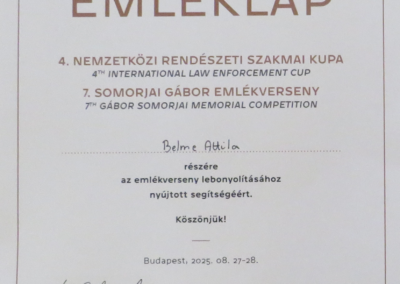 EMLÉKLAP
4. NEMZETKÖZI RENDÉSZETI SZAKMAI KUPA
4TH INTERNATIONAL LAW ENFORCEMENT CUP
7. SOMORJAI GÁBOR EMLÉKVERSENY
7TH GÁBOR SOMORJAI MEMORIAL COMPETITION
Belme Attila
részére
az emlékverseny lebonyolításához
nyújtott segítségéért.
Köszönjük!
Budapest, 2025. 08. 27-28.